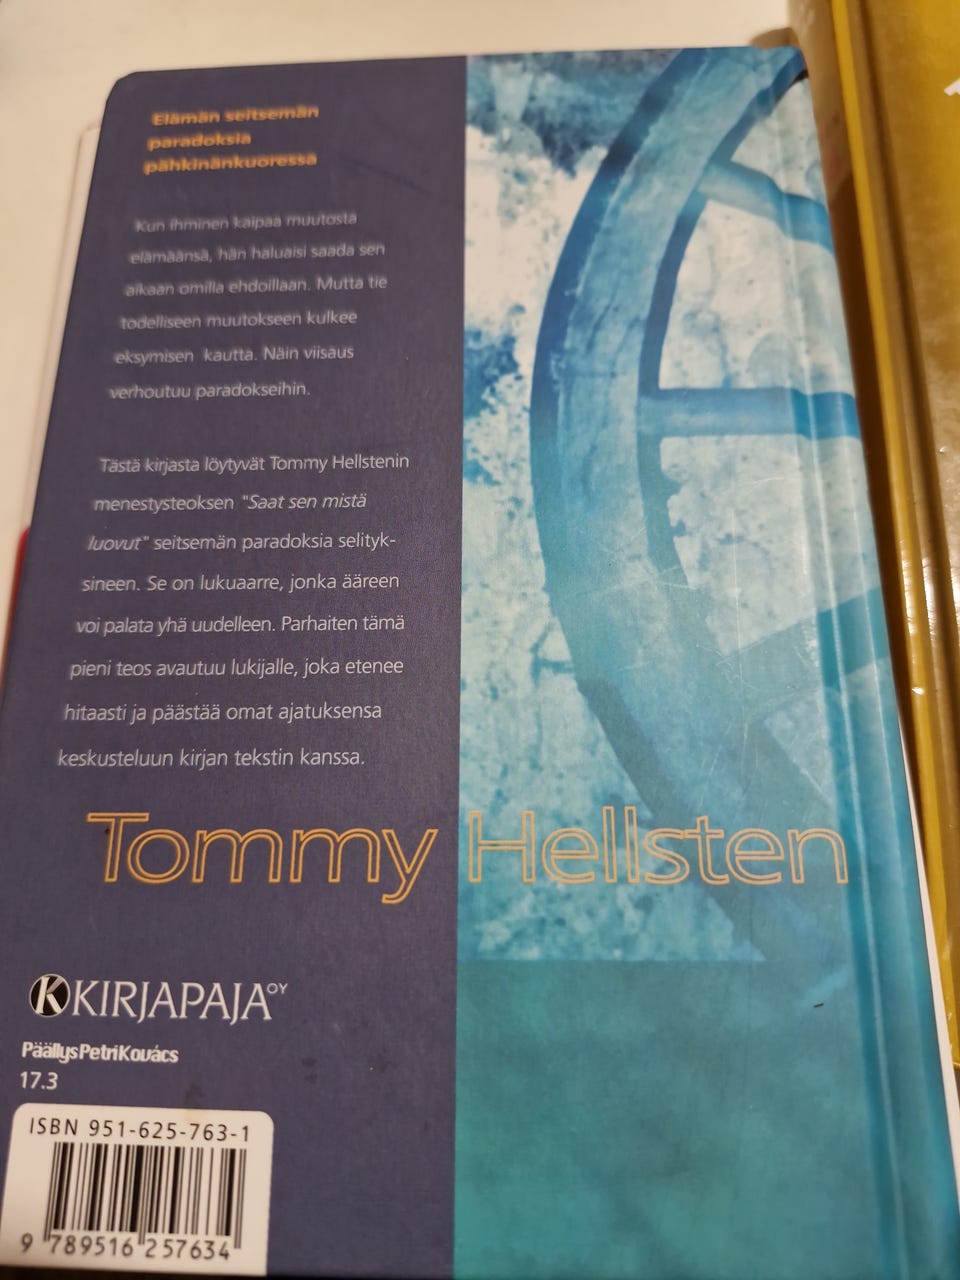 Elämän seitsemän
paradoksia
pähkinänkuoressa
Kun ihminen kaipaa muutosta
elämäänsä, hän haluaisi saada sen
aikaan omilla ehdoillaan. Mutta tie
todelliseen muutokseen kulkee
eksymisen kautta. Näin viisaus
verhoutuu paradokseihin.
Tästä kirjasta löytyvät Tommy Hellstenin
menestysteoksen "Saat sen mistä
luovut" seitsemän paradoksia selityk-
sineen. Se on lukuaarre, jonka ääreen
voi palata yhä uudelleen. Parhaiten tämä
pieni teos avautuu lukijalle, joka etenee
hitaasti ja päästää omat ajatuksensa
keskusteluun kirjan tekstin kanssa.
Tommy Hellsten
K KIRJAPAJA OY
Päällys Petri Kovács
17.3
ISBN 951-625-763-1
9 789516 257634